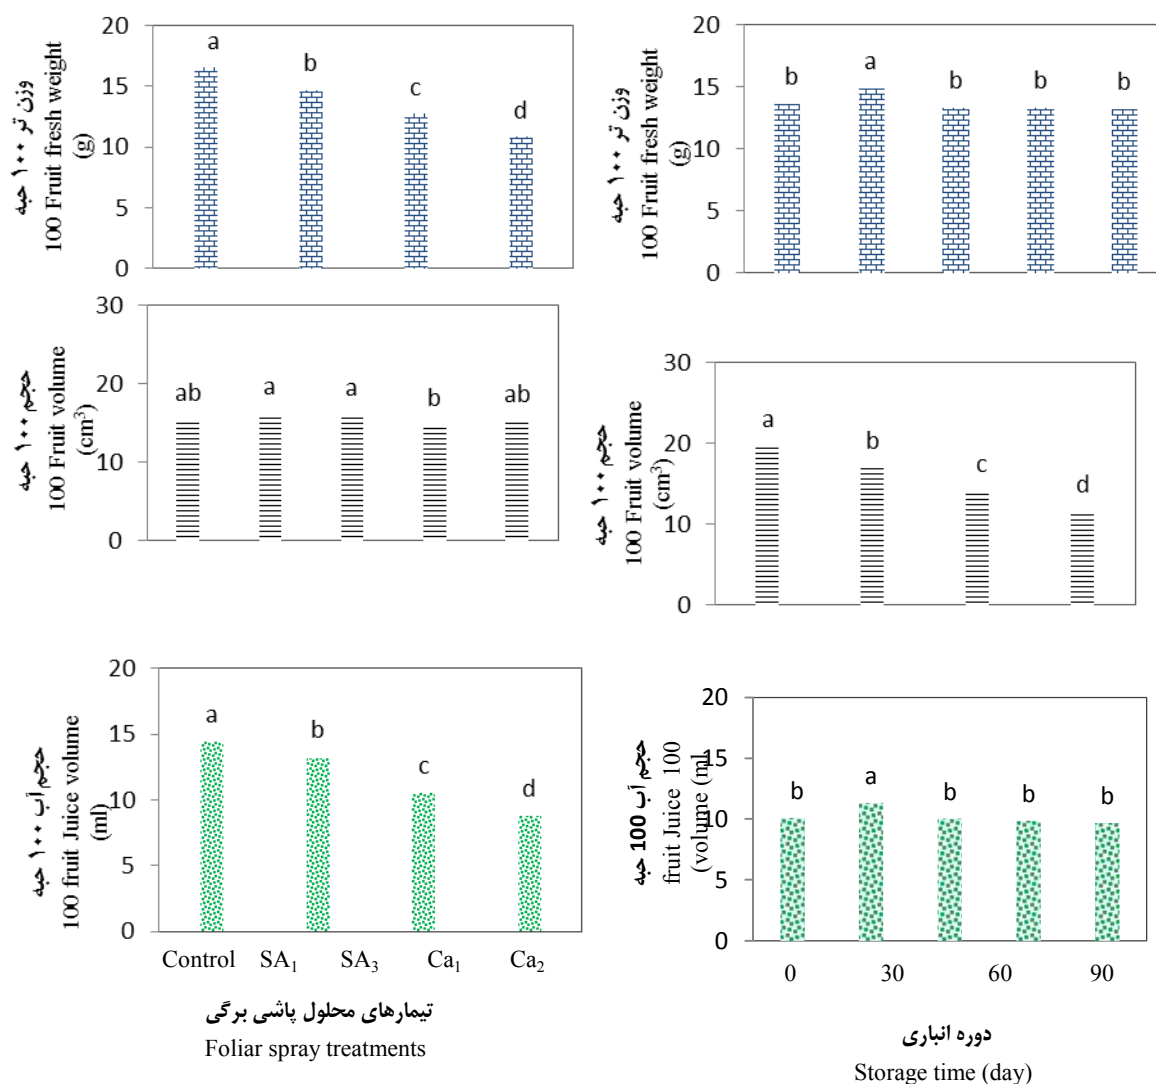 وزن تر ۱۰۰ حبه
100 Fruit fresh weight
(g)
20
15
10
5
0
a
b
c
d
وزن تر ۱۰۰ حبه
100 Fruit fresh weight
(g)
20
15
10
5
0
b
a
b
b
b
حجم ۱۰۰ حبه
100 Fruit volume
(cm³)
30
20
10
0
ab
a
a
b
ab
حجم ۱۰۰ حبه
100 Fruit volume
(cm³)
30
20
10
0
a
b
c
d
حجم آب ۱۰۰ حبه
100 fruit Juice volume
(ml)
20
15
10
5
0
a
b
c
d
Control SA₁ SA₃ Ca₁ Ca₂
تیمارهای محلول پاشی برگی
Foliar spray treatments
حجم آب 100 حبه
fruit Juice 100
(volume (ml
20
15
10
5
0
b
a
b
b
b
0 30 60 90
دوره انباری
Storage time (day)